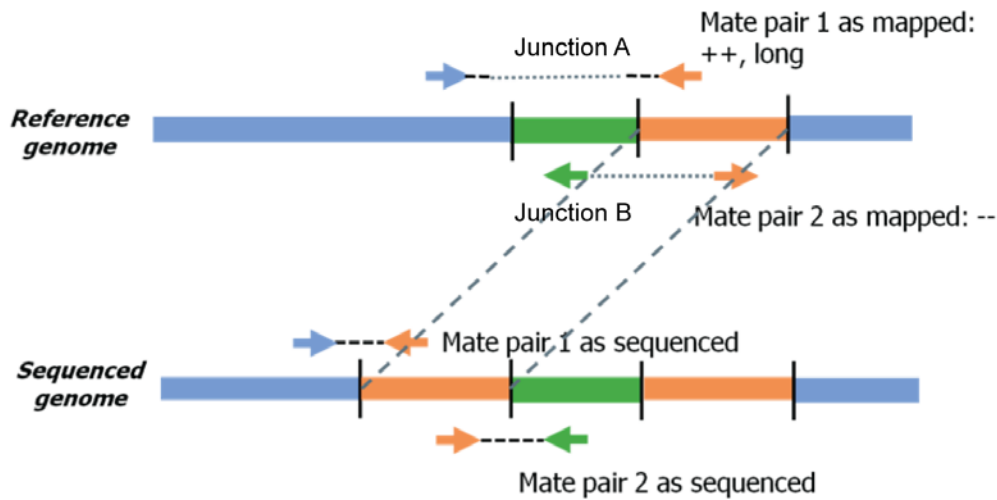 Junction A
Mate pair 1 as mapped:
++, long
Reference
genome
Junction B
Mate pair 2 as mapped: --
Mate pair 1 as sequenced
Sequenced
genome
Mate pair 2 as sequenced